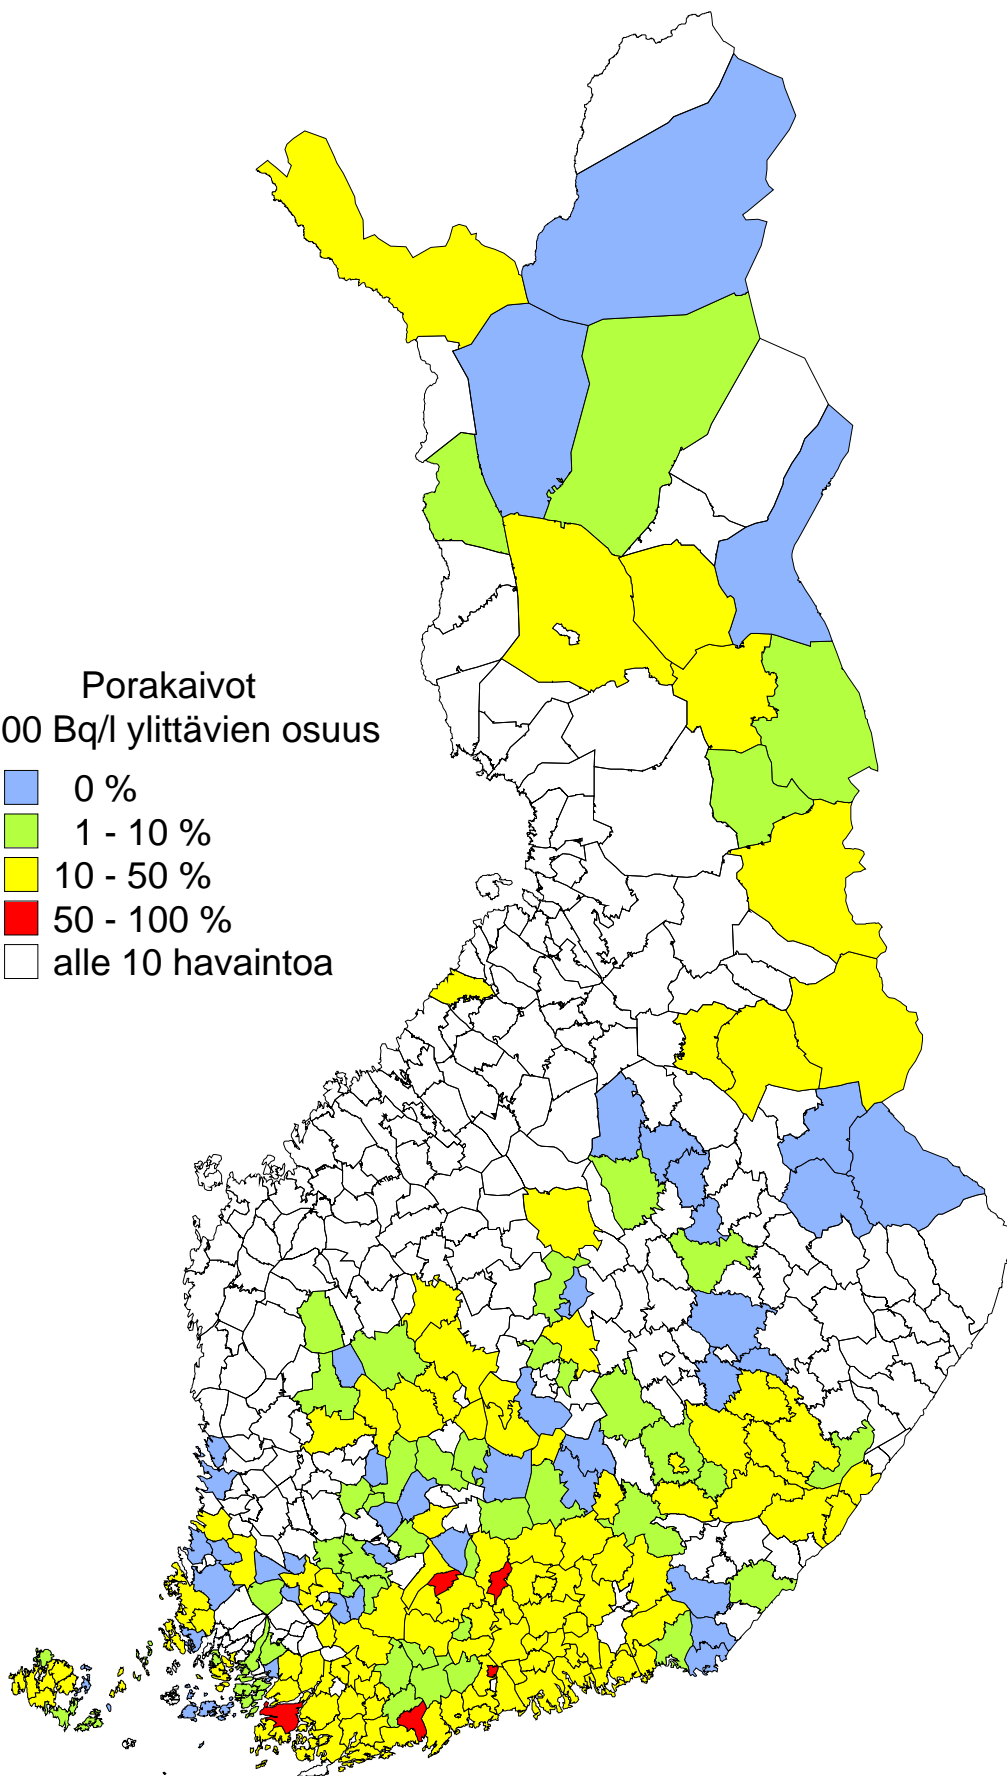 Porakaivot
00 Bq/l ylittävien osuus
0 %
1 - 10 %
10 - 50 %
50 - 100 %
alle 10 havaintoa